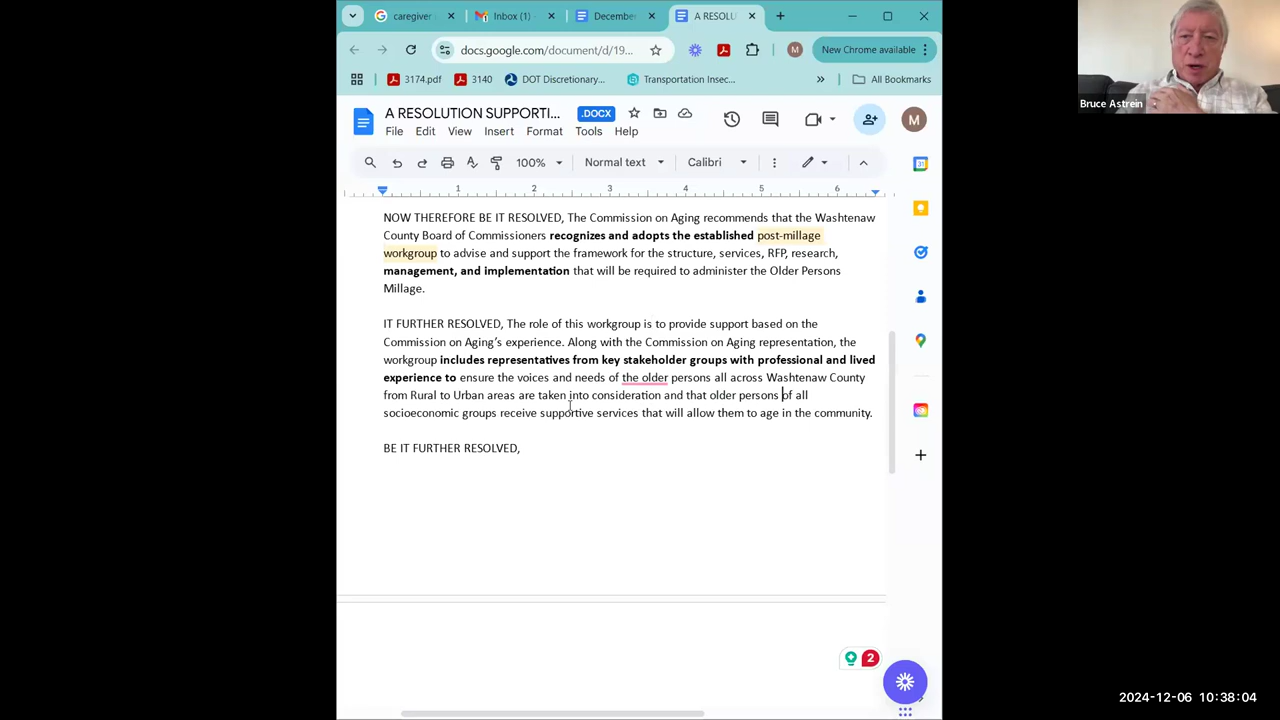 caregiver
Inbox (1)
December
A RESOLU
docs.google.com/document/d/19...
M
New Chrome available
3174.pdf
3140
DOT Discretionary...
Transportation Insec...
»
All Bookmarks
A RESOLUTION SUPPORTI...
.DOCX
M
File Edit View Insert Format Tools Help
100%
Normal text
Calibri
1 2 3 4 5 6
NOW THEREFORE BE IT RESOLVED, The Commission on Aging recommends that the Washtenaw
County Board of Commissioners recognizes and adopts the established post-millage
workgroup to advise and support the framework for the structure, services, RFP, research,
management, and implementation that will be required to administer the Older Persons
Millage.
IT FURTHER RESOLVED, The role of this workgroup is to provide support based on the
Commission on Aging’s experience. Along with the Commission on Aging representation, the
workgroup includes representatives from key stakeholder groups with professional and lived
experience to ensure the voices and needs of the older persons all across Washtenaw County
from Rural to Urban areas are taken into consideration and that older persons of all
socioeconomic groups receive supportive services that will allow them to age in the community.
BE IT FURTHER RESOLVED,
2
Bruce Astrein
2024-12-06 10:38:04